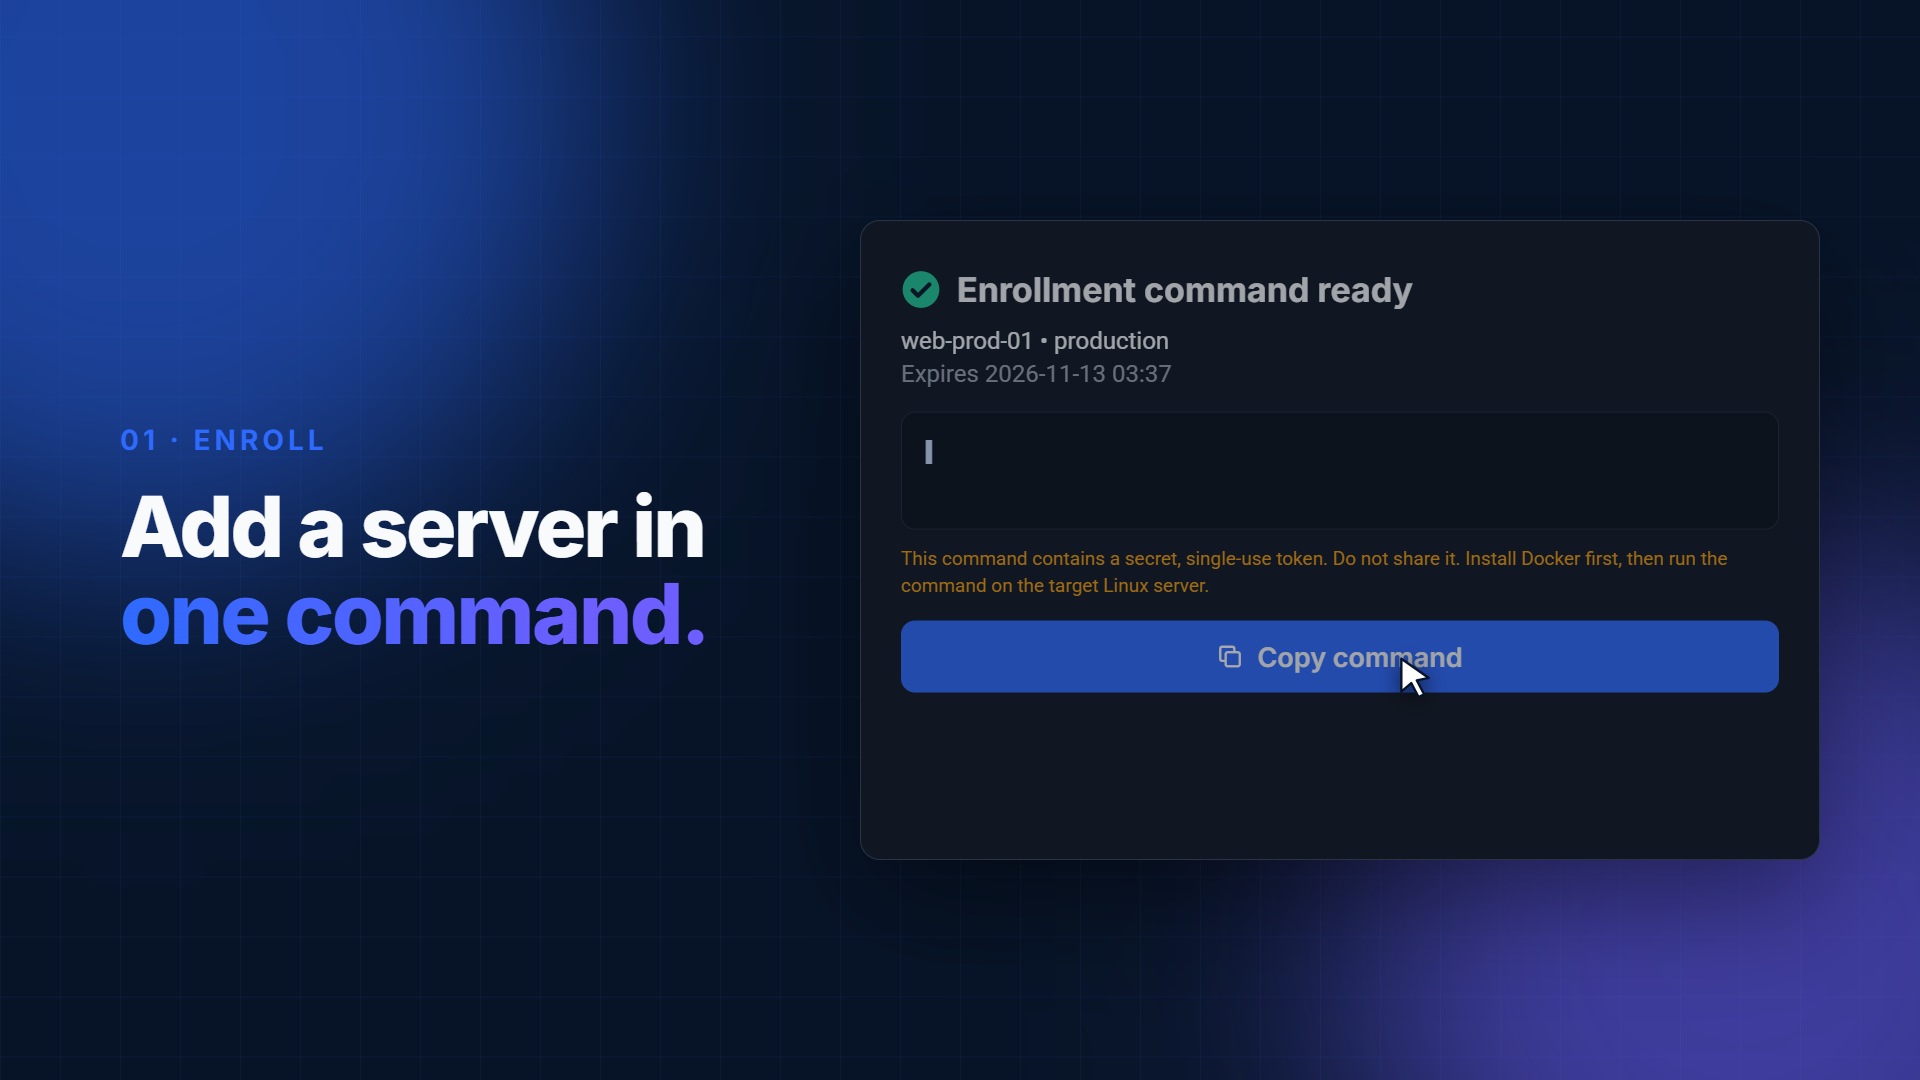 01 · ENROLL
Add a server in
one command.
Enrollment command ready
web-prod-01 • production
Expires 2026-11-13 03:37
This command contains a secret, single-use token. Do not share it. Install Docker first, then run the
command on the target Linux server.
Copy command